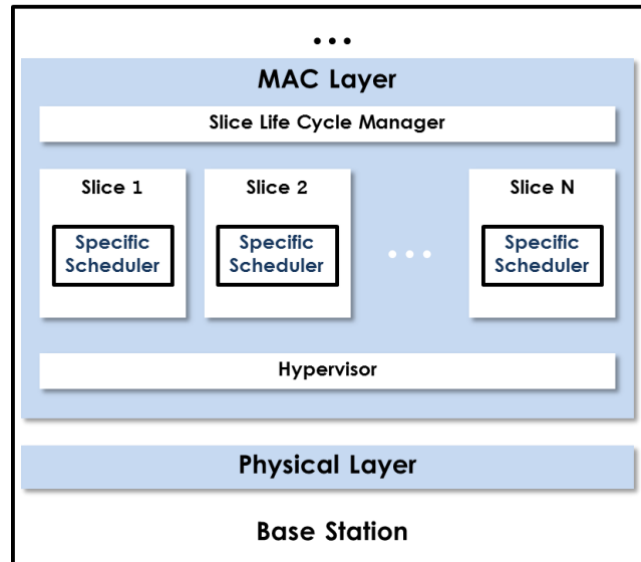 ...
MAC Layer
Slice Life Cycle Manager
Slice 1
Specific
Scheduler
Slice 2
Specific
Scheduler
...
Slice N
Specific
Scheduler
Hypervisor
Physical Layer
Base Station